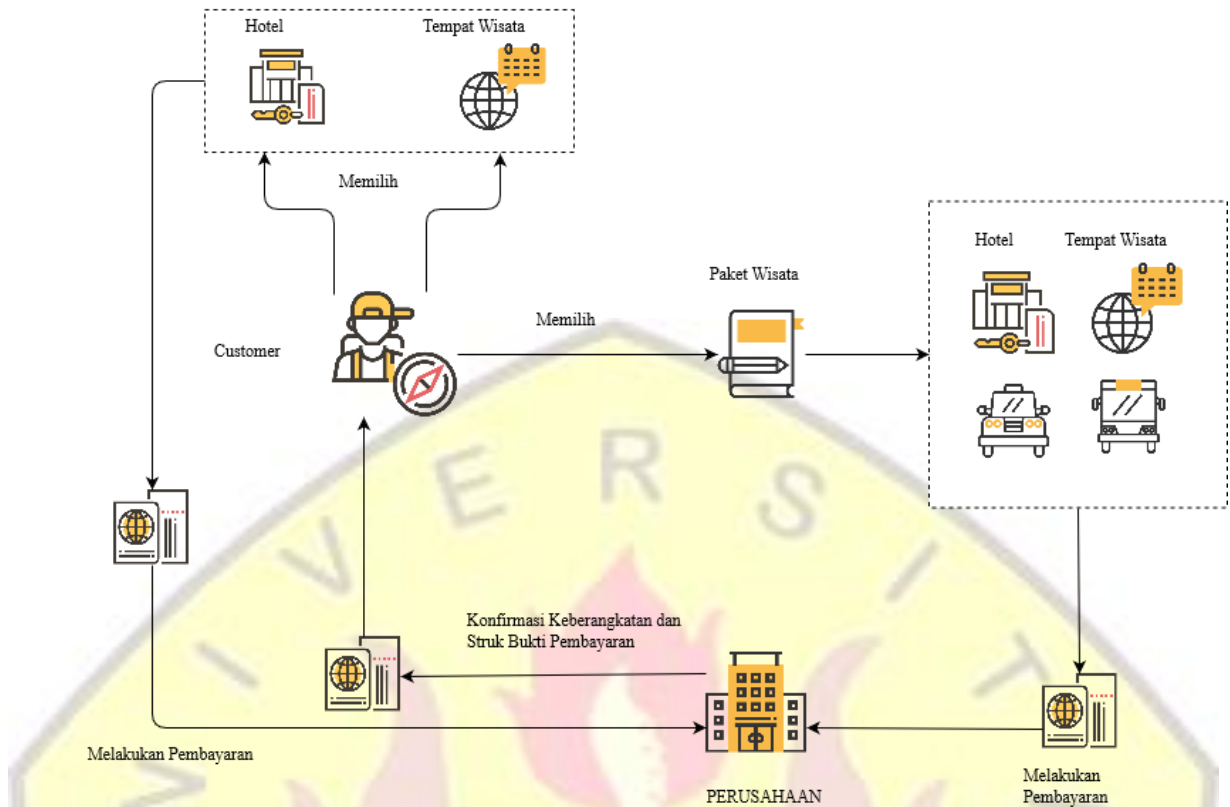 Hotel
Tempat Wisata
Memilih
Hotel
Tempat Wisata
Paket Wisata
Memilih
Customer
Konfirmasi Keberangkatan dan
Struk Bukti Pembayaran
Melakukan Pembayaran
PERUSAHAAN
Melakukan
Pembayaran
V E R S I T
I
V